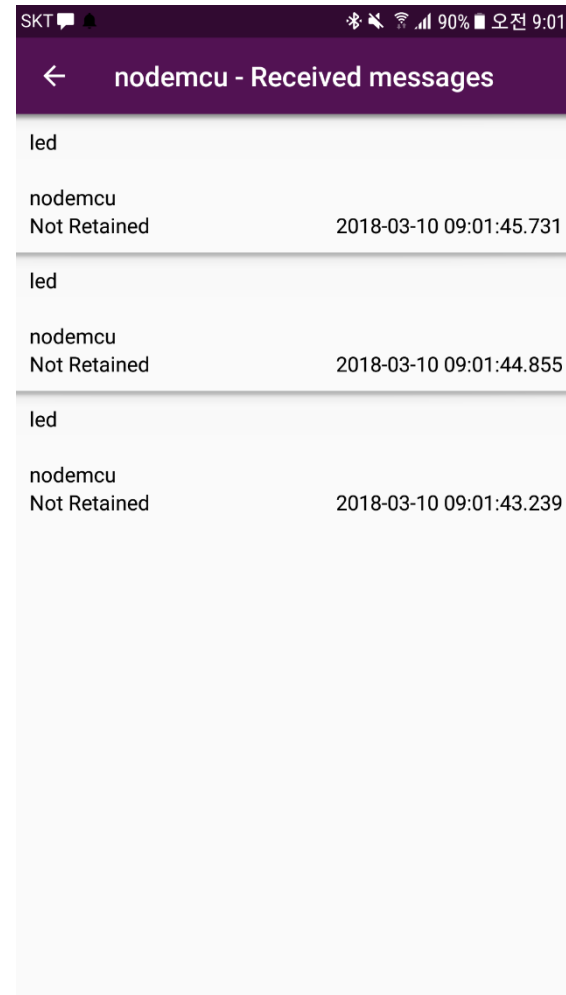 SKT 90% 오전 9:01
nodemcu - Received messages
led
nodemcu
Not Retained 2018-03-10 09:01:45.731
led
nodemcu
Not Retained 2018-03-10 09:01:44.855
led
nodemcu
Not Retained 2018-03-10 09:01:43.239